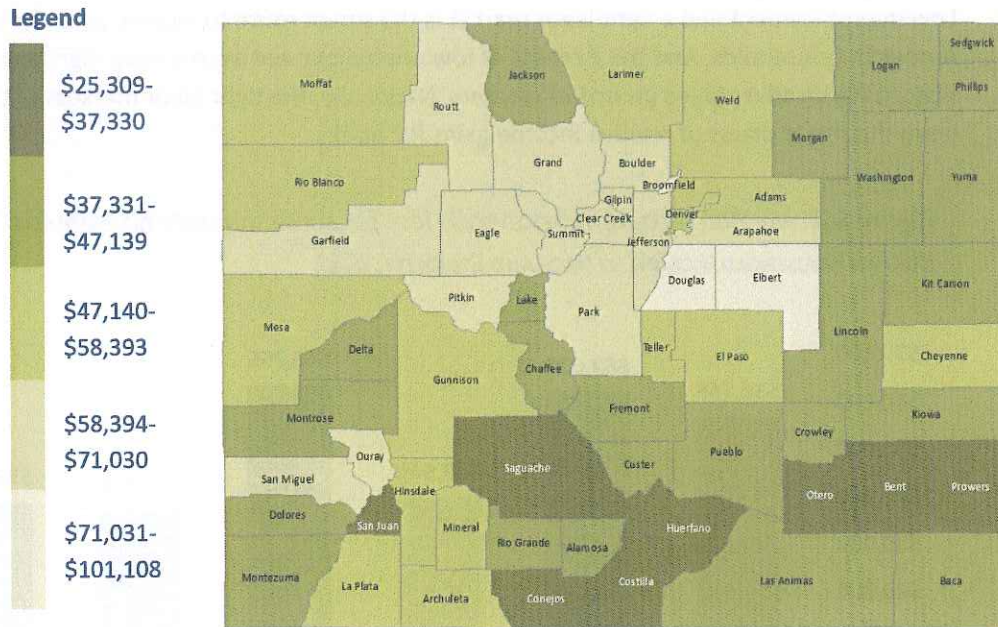 Legend
$25,309-
$37,330
$37,331-
$47,139
$47,140-
$58,393
$58,394-
$71,030
$71,031-
$101,108
Moffat
Routt
Jackson
Larimer
Weld
Logan
Sedgwick
Phillips
Morgan
Washington
Yuma
Rio Blanco
Grand
Boulder
Broomfield
Gilpin
Clear Creek
Denver
Adams
Arapahoe
Garfield
Eagle
Summit
Jefferson
Douglas
Elbert
Kit Carson
Pitkin
Lake
Park
Lincoln
Mesa
Delta
Gunnison
Chaffee
Teller
El Paso
Cheyenne
Montrose
Fremont
Kiowa
Crowley
Ouray
San Miguel
Saguache
Custer
Pueblo
Otero
Bent
Prowers
Hinsdale
Dolores
San Juan
Mineral
Huerfano
Rio Grande
Alamosa
Montezuma
La Plata
Archuleta
Conejos
Costilla
Las Animas
Baca